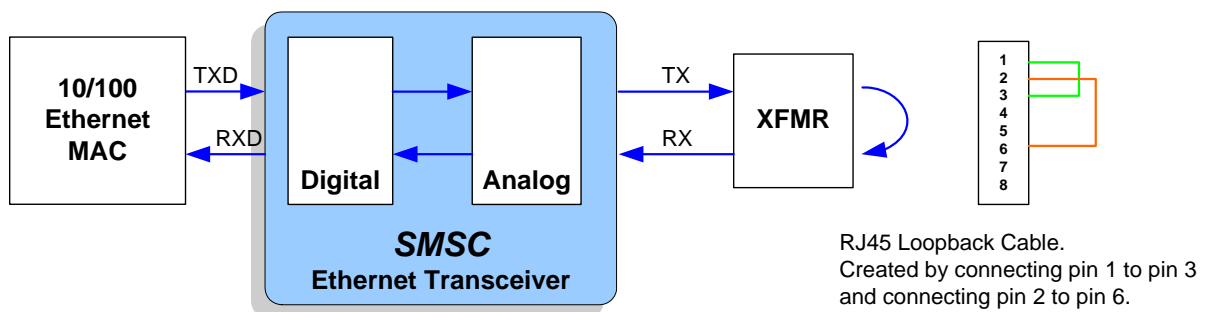 10/100
Ethernet
MAC
TXD
RXD
Digital
Analog
SMSC
Ethernet Transceiver
TX
RX
XFMR
1
2
3
4
5
6
7
8
RJ45 Loopback Cable.
Created by connecting pin 1 to pin 3
and connecting pin 2 to pin 6.